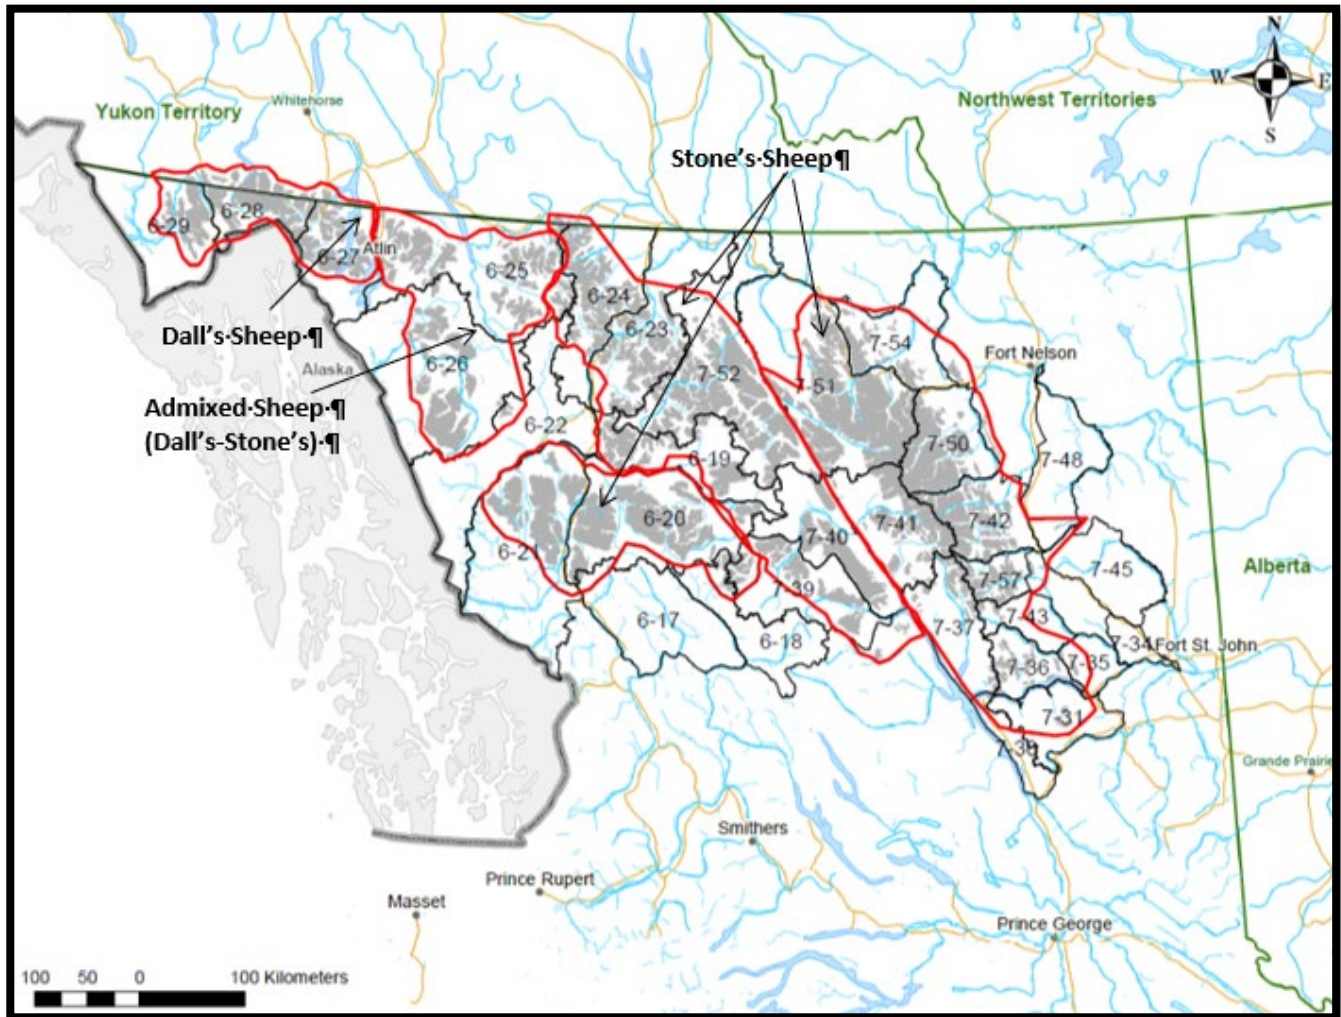 N
W E
S
Yukon Territory
Whitehorse
Northwest Territories
Stone's·Sheep¶
6-29
6-28
6-27
Atlin
6-25
6-24
6-23
Dall's·Sheep·¶
Alaska
6-26
Admixed·Sheep·¶
(Dall's-Stone's)·¶
7-52
7-51
7-54
Fort Nelson
6-22
6-19
7-50
7-48
6-21
6-20
7-40
7-41
7-42
7-39
7-57
7-45
Alberta
6-17
6-18
7-37
7-43
7-34
Fort St. John
7-36
7-35
7-31
7-30
Grande Prairie
Smithers
Prince Rupert
Masset
Prince George
100 50 0 100 Kilometers